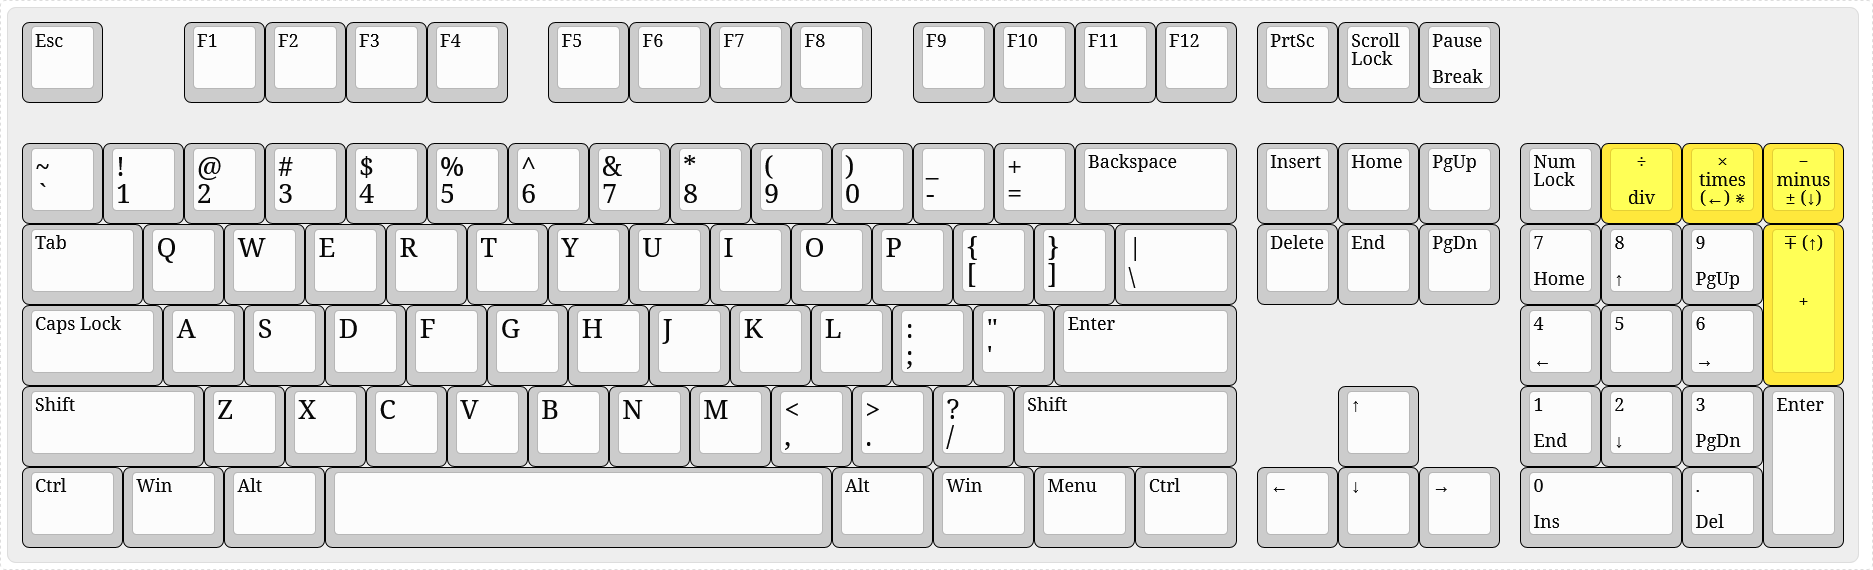 Esc F1 F2 F3 F4 F5 F6 F7 F8 F9 F10 F11 F12 PrtSc Scroll Pause
Lock
Break
~ ! @ # $ % ^ & * ( ) _ + Backspace Insert Home PgUp Num ÷ × −
Lock times minus
` 1 2 3 4 5 6 7 8 9 0 - = div (←) ⁎ ± (↓)
Tab Q W E R T Y U I O P { } | Delete End PgDn 7 8 9 ∓ (↑)
[ ] \ Home ↑ PgUp
+
Caps Lock A S D F G H J K L : " Enter 4 5 6
; ' ← →
Shift Z X C V B N M < > ? Shift ↑ 1 2 3 Enter
, . / End ↓ PgDn
Ctrl Win Alt Alt Win Menu Ctrl ← ↓ → 0 .
Ins Del